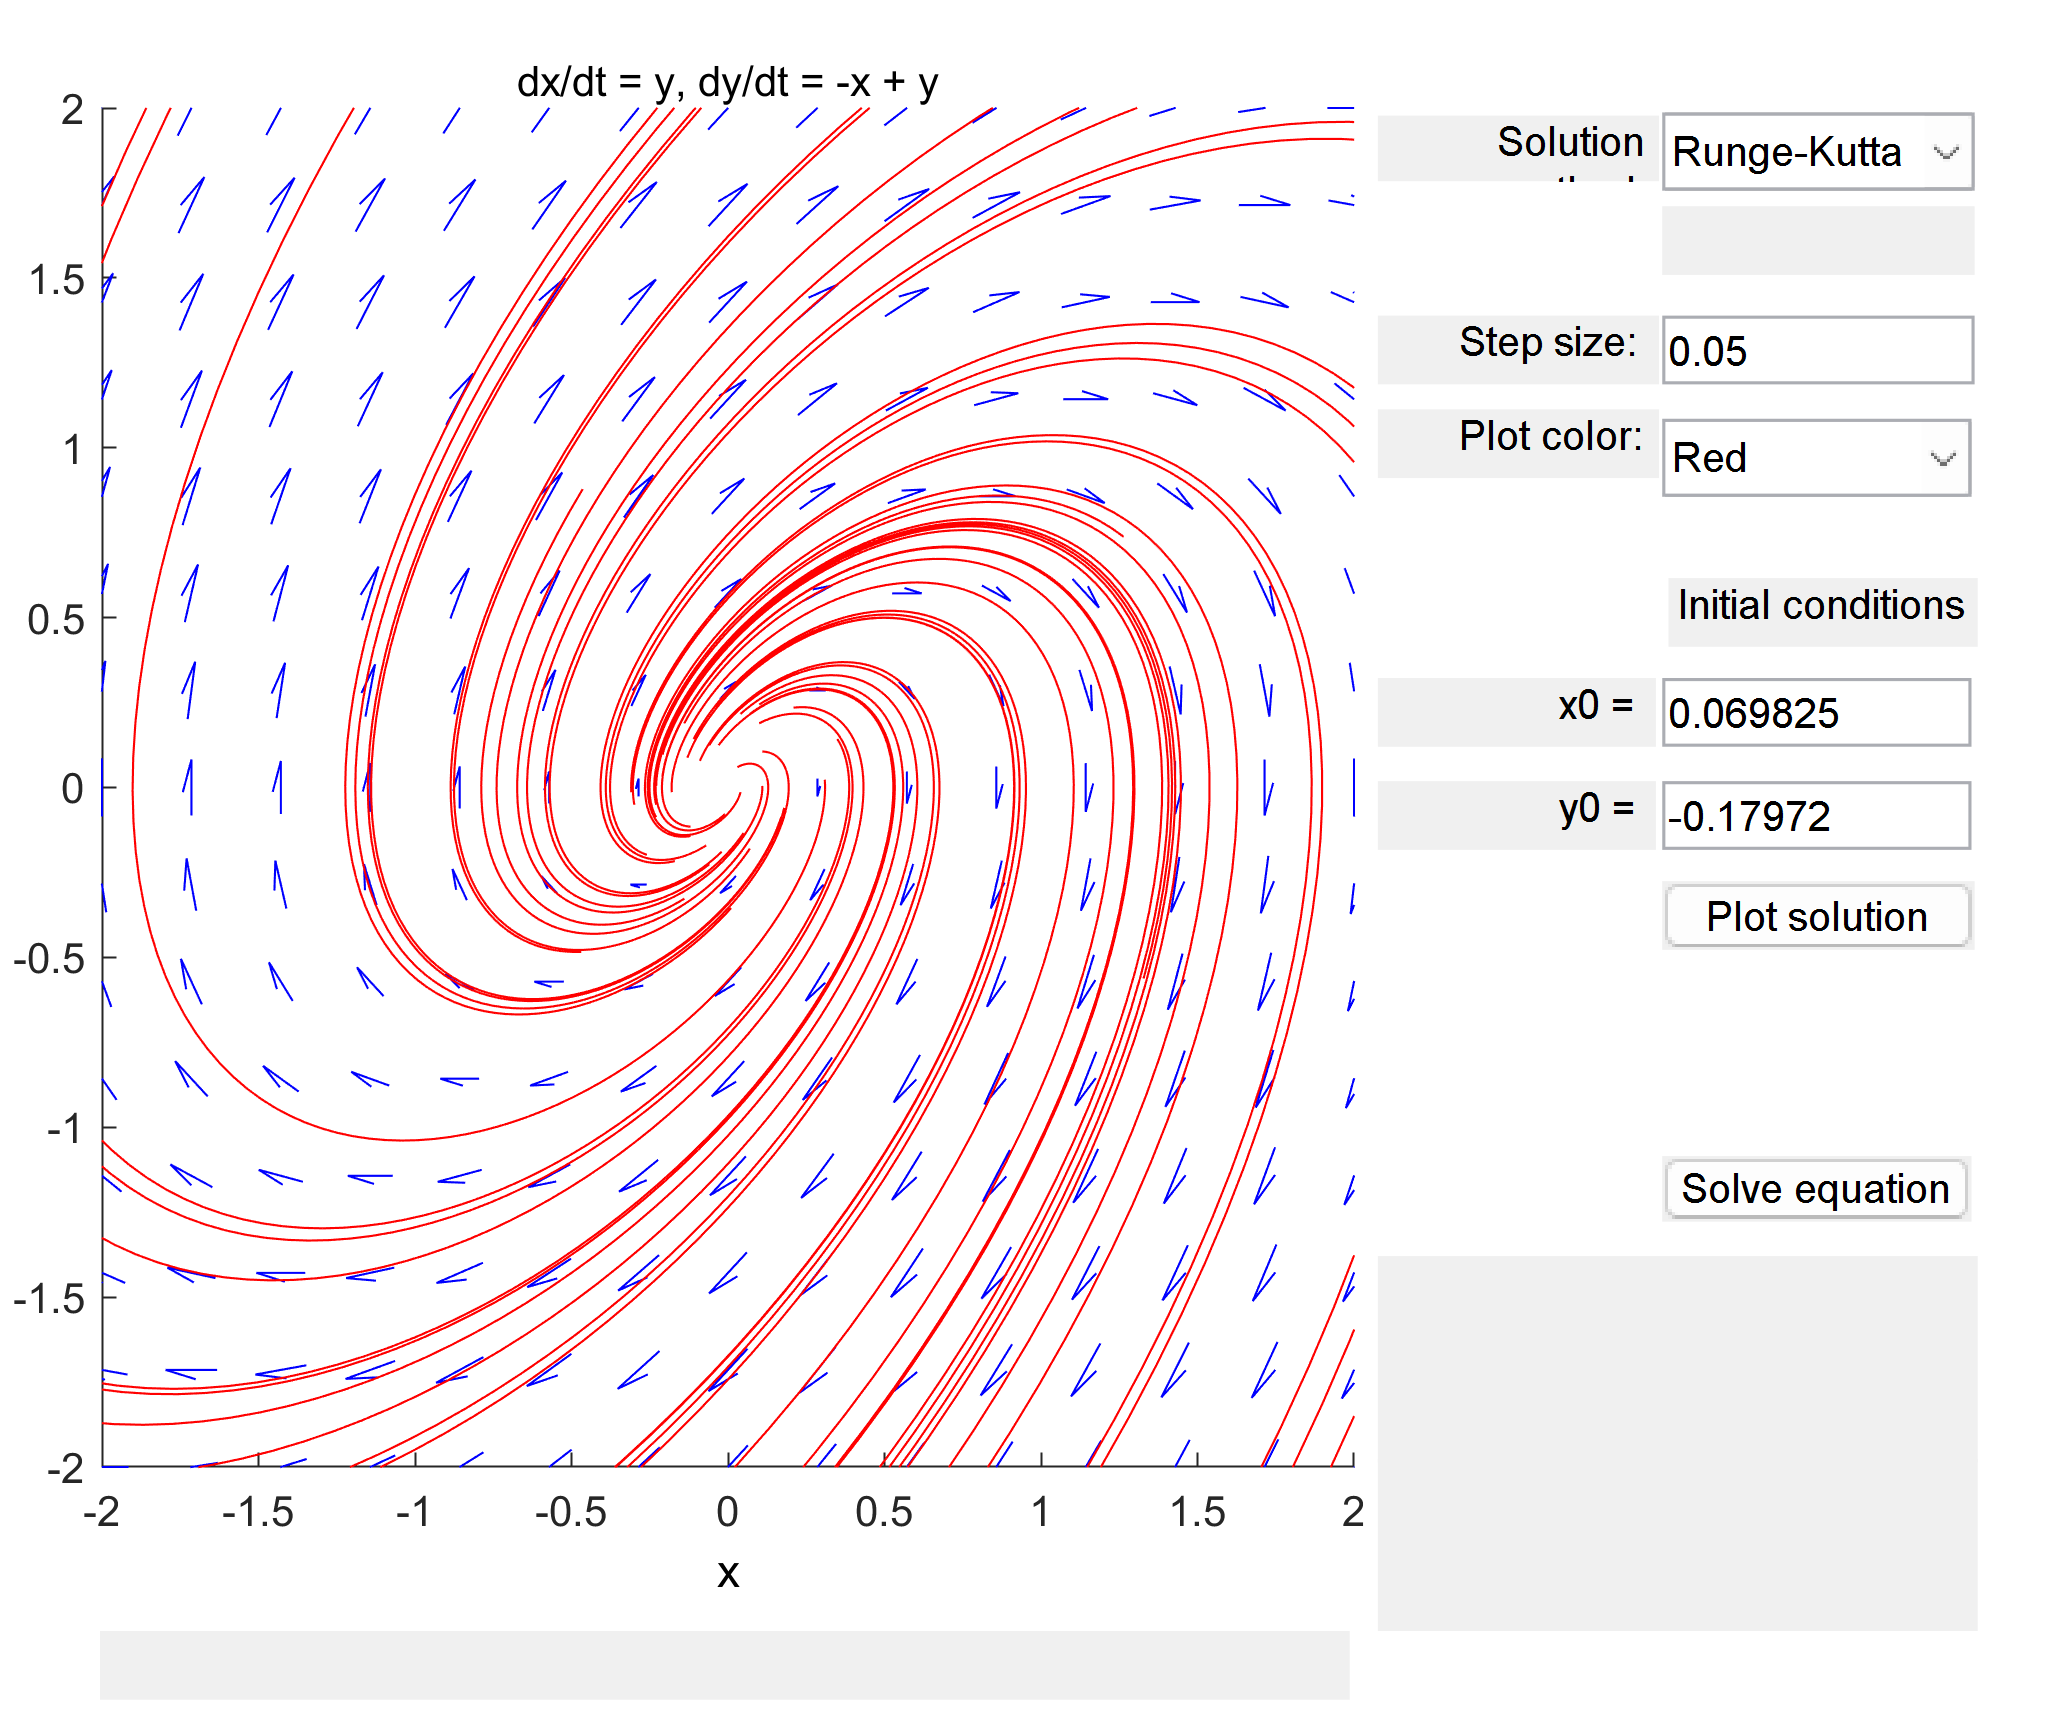 dx/dt = y, dy/dt = -x + y
2
1.5
1
0.5
0
-0.5
-1
-1.5
-2
-2 -1.5 -1 -0.5 0 0.5 1 1.5 2
x
Solution
Runge-Kutta
Step size: 0.05
Plot color: Red
Initial conditions
x0 = 0.069825
y0 = -0.17972
Plot solution
Solve equation